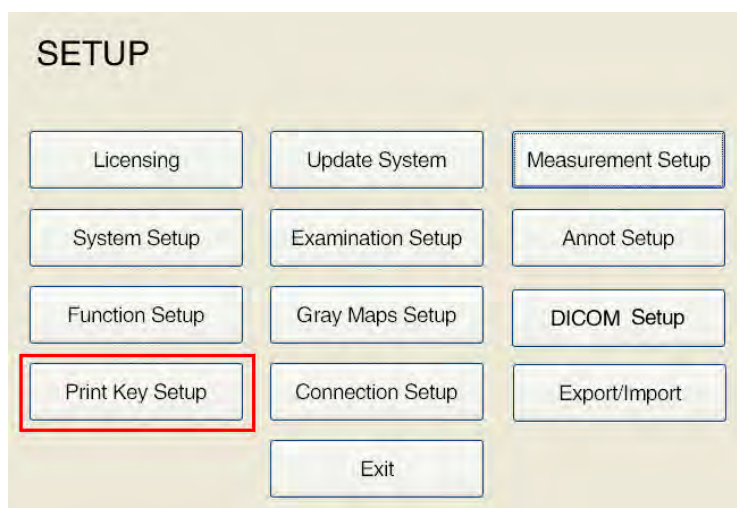 SETUP
Licensing
Update System
Measurement Setup
System Setup
Examination Setup
Annot Setup
Function Setup
Gray Maps Setup
DICOM Setup
Print Key Setup
Connection Setup
Export/Import
Exit